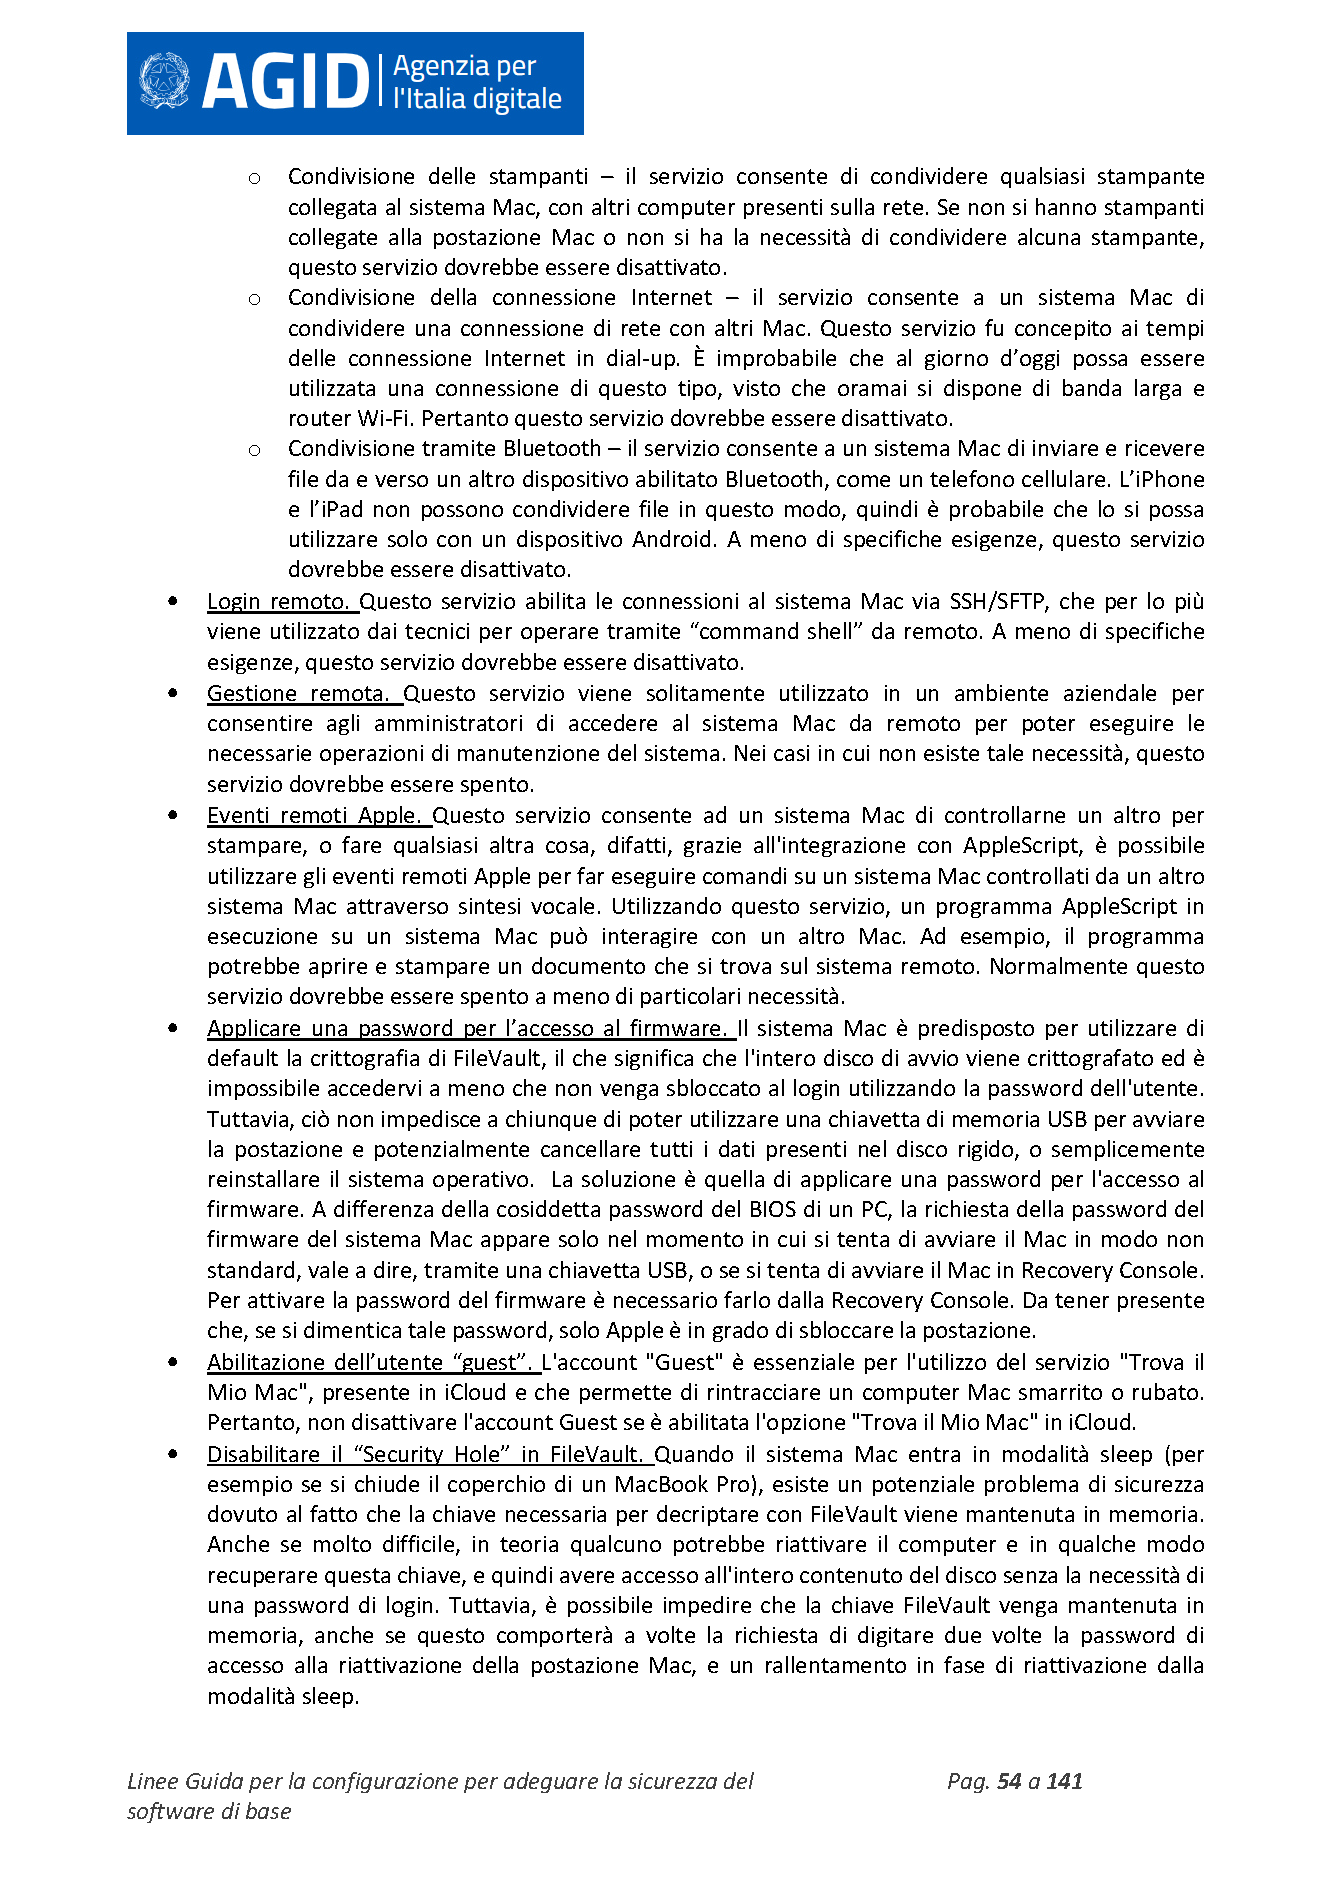 AGID Agenzia per
l'Italia digitale
o Condivisione delle stampanti – il servizio consente di condividere qualsiasi stampante
collegata al sistema Mac, con altri computer presenti sulla rete. Se non si hanno stampanti
collegate alla postazione Mac o non si ha la necessità di condividere alcuna stampante,
questo servizio dovrebbe essere disattivato.
o Condivisione della connessione Internet – il servizio consente a un sistema Mac di
condividere una connessione di rete con altri Mac. Questo servizio fu concepito ai tempi
delle connessione Internet in dial-up. È improbabile che al giorno d’oggi possa essere
utilizzata una connessione di questo tipo, visto che oramai si dispone di banda larga e
router Wi-Fi. Pertanto questo servizio dovrebbe essere disattivato.
o Condivisione tramite Bluetooth – il servizio consente a un sistema Mac di inviare e ricevere
file da e verso un altro dispositivo abilitato Bluetooth, come un telefono cellulare. L’iPhone
e l’iPad non possono condividere file in questo modo, quindi è probabile che lo si possa
utilizzare solo con un dispositivo Android. A meno di specifiche esigenze, questo servizio
dovrebbe essere disattivato.
• Login remoto. Questo servizio abilita le connessioni al sistema Mac via SSH/SFTP, che per lo più
viene utilizzato dai tecnici per operare tramite “command shell” da remoto. A meno di specifiche
esigenze, questo servizio dovrebbe essere disattivato.
• Gestione remota. Questo servizio viene solitamente utilizzato in un ambiente aziendale per
consentire agli amministratori di accedere al sistema Mac da remoto per poter eseguire le
necessarie operazioni di manutenzione del sistema. Nei casi in cui non esiste tale necessità, questo
servizio dovrebbe essere spento.
• Eventi remoti Apple. Questo servizio consente ad un sistema Mac di controllarne un altro per
stampare, o fare qualsiasi altra cosa, difatti, grazie all'integrazione con AppleScript, è possibile
utilizzare gli eventi remoti Apple per far eseguire comandi su un sistema Mac controllati da un altro
sistema Mac attraverso sintesi vocale. Utilizzando questo servizio, un programma AppleScript in
esecuzione su un sistema Mac può interagire con un altro Mac. Ad esempio, il programma
potrebbe aprire e stampare un documento che si trova sul sistema remoto. Normalmente questo
servizio dovrebbe essere spento a meno di particolari necessità.
• Applicare una password per l’accesso al firmware. Il sistema Mac è predisposto per utilizzare di
default la crittografia di FileVault, il che significa che l'intero disco di avvio viene crittografato ed è
impossibile accedervi a meno che non venga sbloccato al login utilizzando la password dell'utente.
Tuttavia, ciò non impedisce a chiunque di poter utilizzare una chiavetta di memoria USB per avviare
la postazione e potenzialmente cancellare tutti i dati presenti nel disco rigido, o semplicemente
reinstallare il sistema operativo. La soluzione è quella di applicare una password per l'accesso al
firmware. A differenza della cosiddetta password del BIOS di un PC, la richiesta della password del
firmware del sistema Mac appare solo nel momento in cui si tenta di avviare il Mac in modo non
standard, vale a dire, tramite una chiavetta USB, o se si tenta di avviare il Mac in Recovery Console.
Per attivare la password del firmware è necessario farlo dalla Recovery Console. Da tener presente
che, se si dimentica tale password, solo Apple è in grado di sbloccare la postazione.
• Abilitazione dell’utente “guest”. L'account "Guest" è essenziale per l'utilizzo del servizio "Trova il
Mio Mac", presente in iCloud e che permette di rintracciare un computer Mac smarrito o rubato.
Pertanto, non disattivare l'account Guest se è abilitata l'opzione "Trova il Mio Mac" in iCloud.
• Disabilitare il “Security Hole” in FileVault. Quando il sistema Mac entra in modalità sleep (per
esempio se si chiude il coperchio di un MacBook Pro), esiste un potenziale problema di sicurezza
dovuto al fatto che la chiave necessaria per decriptare con FileVault viene mantenuta in memoria.
Anche se molto difficile, in teoria qualcuno potrebbe riattivare il computer e in qualche modo
recuperare questa chiave, e quindi avere accesso all'intero contenuto del disco senza la necessità di
una password di login. Tuttavia, è possibile impedire che la chiave FileVault venga mantenuta in
memoria, anche se questo comporterà a volte la richiesta di digitare due volte la password di
accesso alla riattivazione della postazione Mac, e un rallentamento in fase di riattivazione dalla
modalità sleep.
Linee Guida per la configurazione per adeguare la sicurezza del Pag. 54 a 141
software di base